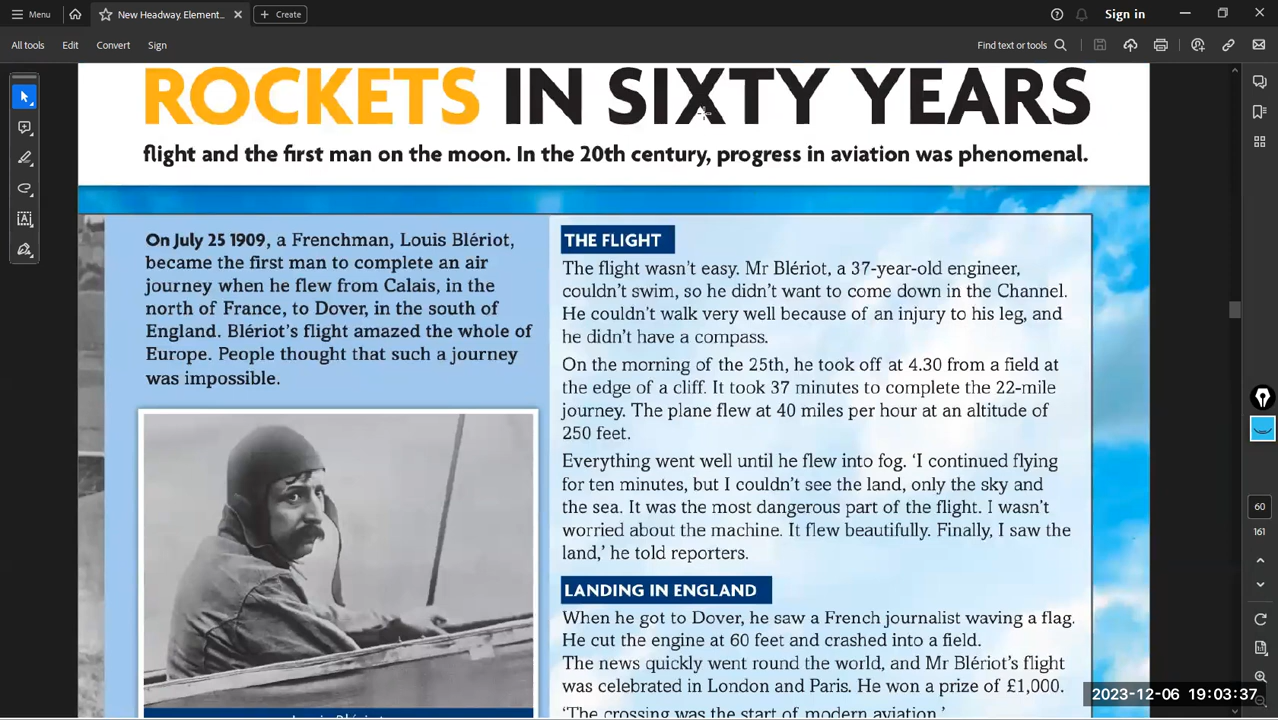 Menu
New Headway. Element...
Create
Sign in
All tools
Edit
Convert
Sign
Find text or tools
ROCKETS IN SIXTY YEARS
flight and the first man on the moon. In the 20th century, progress in aviation was phenomenal.
On July 25 1909, a Frenchman, Louis Blériot,
became the first man to complete an air
journey when he flew from Calais, in the
north of France, to Dover, in the south of
England. Blériot's flight amazed the whole of
Europe. People thought that such a journey
was impossible.
THE FLIGHT
The flight wasn't easy. Mr Blériot, a 37-year-old engineer,
couldn't swim, so he didn't want to come down in the Channel.
He couldn't walk very well because of an injury to his leg, and
he didn't have a compass.
On the morning of the 25th, he took off at 4.30 from a field at
the edge of a cliff. It took 37 minutes to complete the 22-mile
journey. The plane flew at 40 miles per hour at an altitude of
250 feet.
Everything went well until he flew into fog. 'I continued flying
for ten minutes, but I couldn't see the land, only the sky and
the sea. It was the most dangerous part of the flight. I wasn't
worried about the machine. It flew beautifully. Finally, I saw the
land,' he told reporters.
LANDING IN ENGLAND
When he got to Dover, he saw a French journalist waving a flag.
He cut the engine at 60 feet and crashed into a field.
The news quickly went round the world, and Mr Blériot's flight
was celebrated in London and Paris. He won a prize of £1,000.
'The crossing was the start of modern aviation.'
60
161
2023-12-06 19:03:37